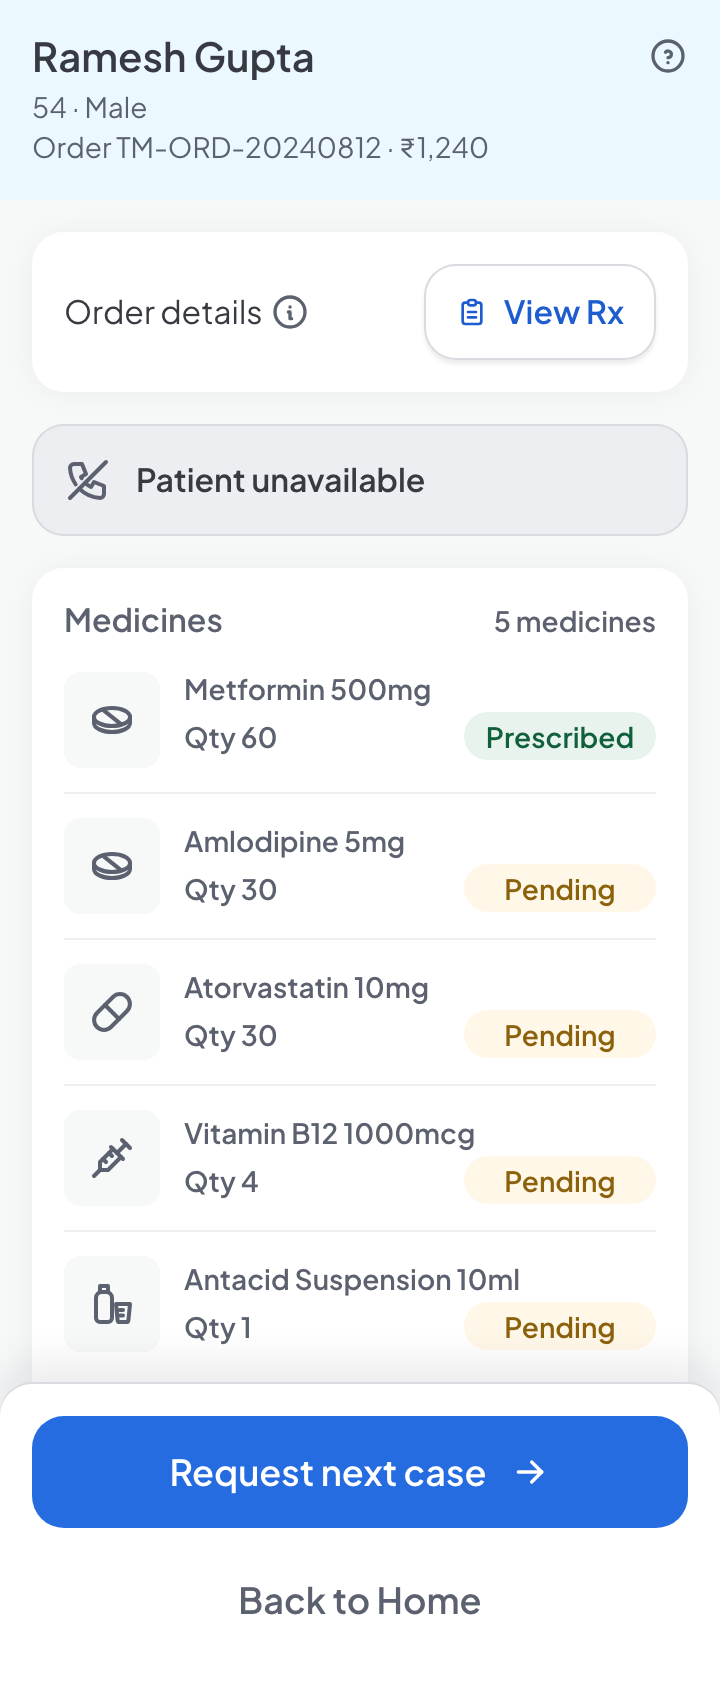 Ramesh Gupta
54 · Male
Order TM-ORD-20240812 · ₹1,240
Order details
View Rx
Patient unavailable
Medicines
5 medicines
Metformin 500mg
Qty 60
Prescribed
Amlodipine 5mg
Qty 30
Pending
Atorvastatin 10mg
Qty 30
Pending
Vitamin B12 1000mcg
Qty 4
Pending
Antacid Suspension 10ml
Qty 1
Pending
Request next case
Back to Home